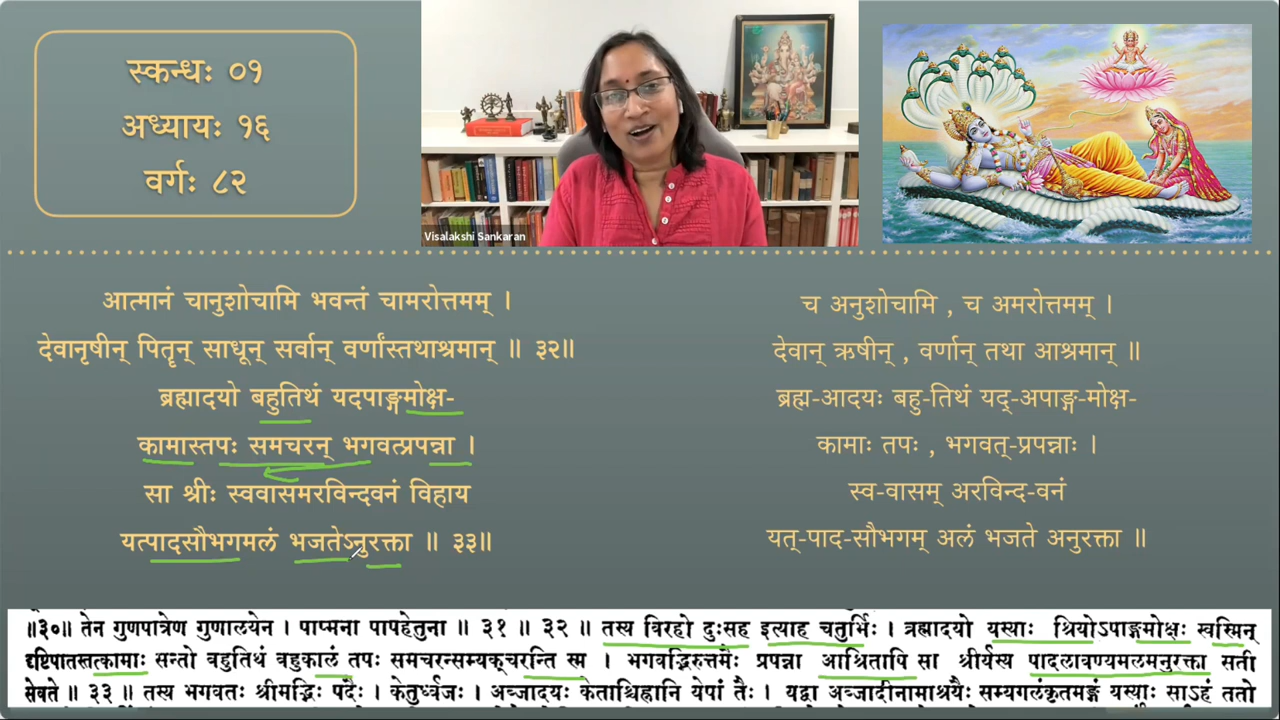 स्कन्धः ०१
अध्यायः १६
वर्गः ८२
Visalakshi Sankaran
आत्मानं चानुशोचामि भवन्तं चामरोत्तमम् ।
देवानृषीन् पितॄन् साधून् सर्वान् वर्णांस्तथाश्रमान् ॥ ३२॥
ब्रह्मादयो बहुतिथं यदपाङ्गमोक्ष-
कामास्तपः समचरन् भगवत्प्रपन्ना ।
सा श्रीः स्ववासमरविन्दवनं विहाय
यत्पादसौभगमलं भजतेऽनुरक्ता ॥ ३३॥
च अनुशोचामि , च अमरोत्तमम् ।
देवान् ऋषीन् , वर्णान् तथा आश्रमान् ॥
ब्रह्म-आदयः बहु-तिथं यद्-अपाङ्ग-मोक्ष-
कामाः तपः , भगवत्-प्रपन्नाः ।
स्व-वासम् अरविन्द-वनं
यत्-पाद-सौभगम् अलं भजते अनुरक्ता ॥
॥३०॥ तेन गुणपात्रेण गुणालयेन । पाप्मना पापहेतुना ॥ ३१ ॥ ३२ ॥ तस्य विरहो दुःसह इत्याह चतुर्भिः । ब्रह्मादयो यस्याः श्रियोऽपाङ्गमोक्षः स्वस्मिन्
दृष्टिपातस्तत्कामाः सन्तो बहुतिथं बहुकालं तपः समचरन्सम्यक्चरन्ति स्म । भगवद्भिरुत्तमैः प्रपन्ना आश्रितापि सा श्रीर्यस्य पादलावण्यमलमनुरक्ता सती
सेवते ॥ ३३ ॥ तस्य भगवतः श्रीमद्भिः पदैः । केतुर्ध्वजः । अब्जादयः केताश्चिह्नानि येषां तैः । यद्वा अब्जादीनामाश्रयैः सम्यगलंकृतमङ्गं यस्याः साऽहं ततो